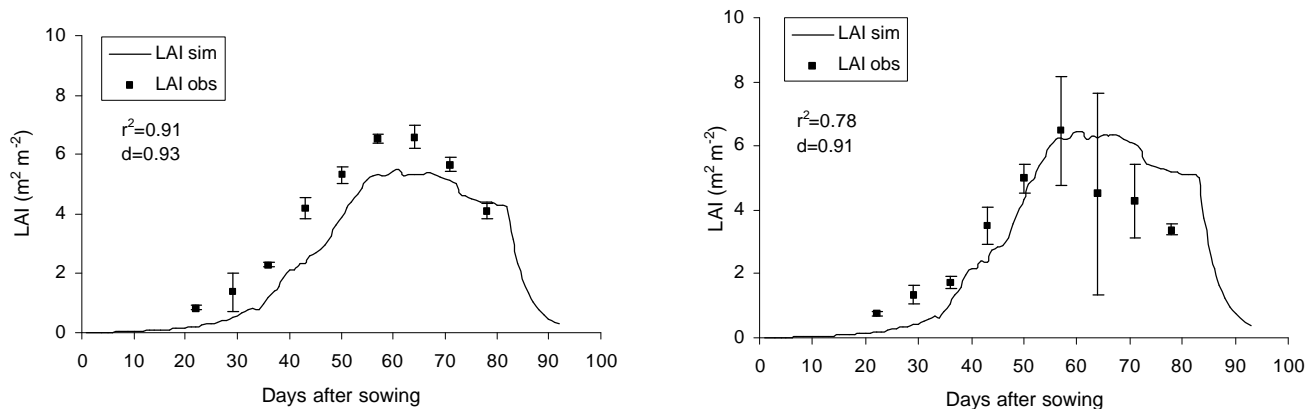 10
8
6
4
2
0
LAI (m² m⁻²)
LAI sim
LAI obs
r²=0.91
d=0.93
0 10 20 30 40 50 60 70 80 90 100
Days after sowing
10
8
6
4
2
0
LAI (m² m⁻²)
LAI sim
LAI obs
r²=0.78
d=0.91
0 10 20 30 40 50 60 70 80 90 100
Days after sowing